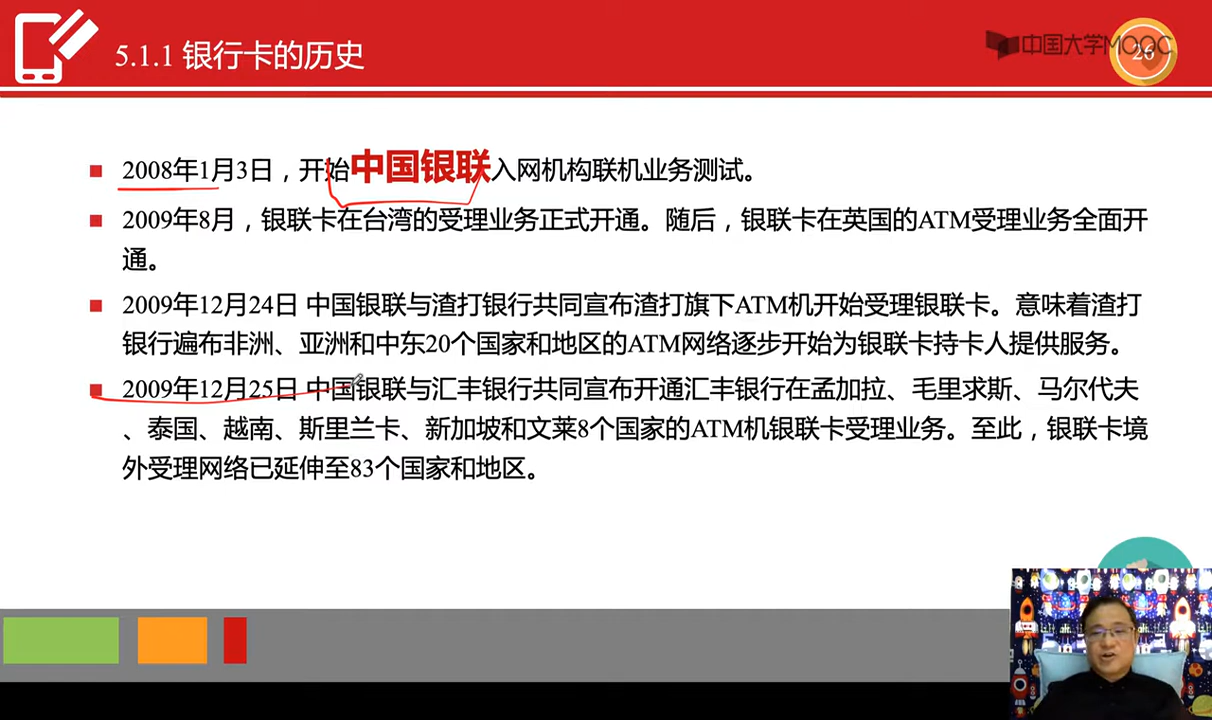 5.1.1 银行卡的历史
中国大学MOOC
26
2008年1月3日，开始中国银联入网机构联机业务测试。
2009年8月，银联卡在台湾的受理业务正式开通。随后，银联卡在英国的ATM受理业务全面开
通。
2009年12月24日 中国银联与渣打银行共同宣布渣打旗下ATM机开始受理银联卡。意味着渣打
银行遍布非洲、亚洲和中东20个国家和地区的ATM网络逐步开始为银联卡持卡人提供服务。
2009年12月25日 中国银联与汇丰银行共同宣布开通汇丰银行在孟加拉、毛里求斯、马尔代夫
、泰国、越南、斯里兰卡、新加坡和文莱8个国家的ATM机银联卡受理业务。至此，银联卡境
外受理网络已延伸至83个国家和地区。